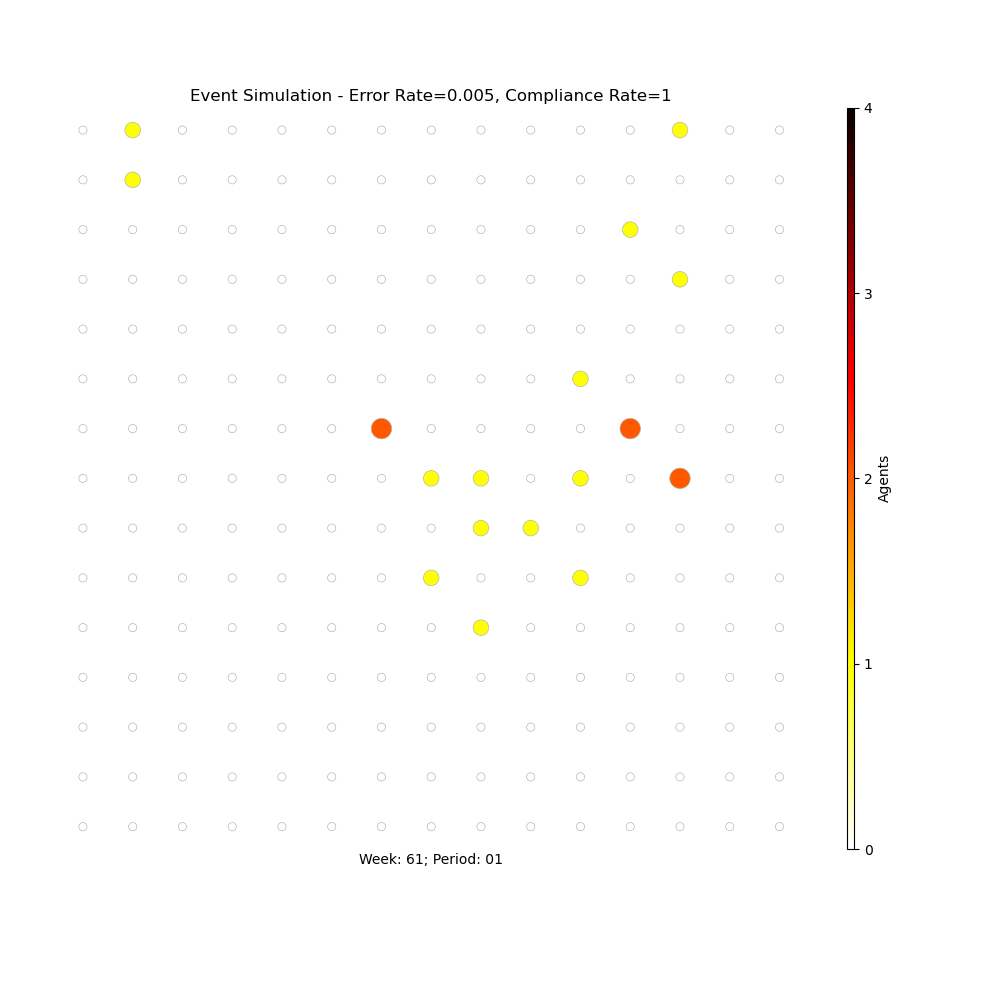 Event Simulation - Error Rate=0.005, Compliance Rate=1
4
3
2
1
0
Agents
Week: 61; Period: 01